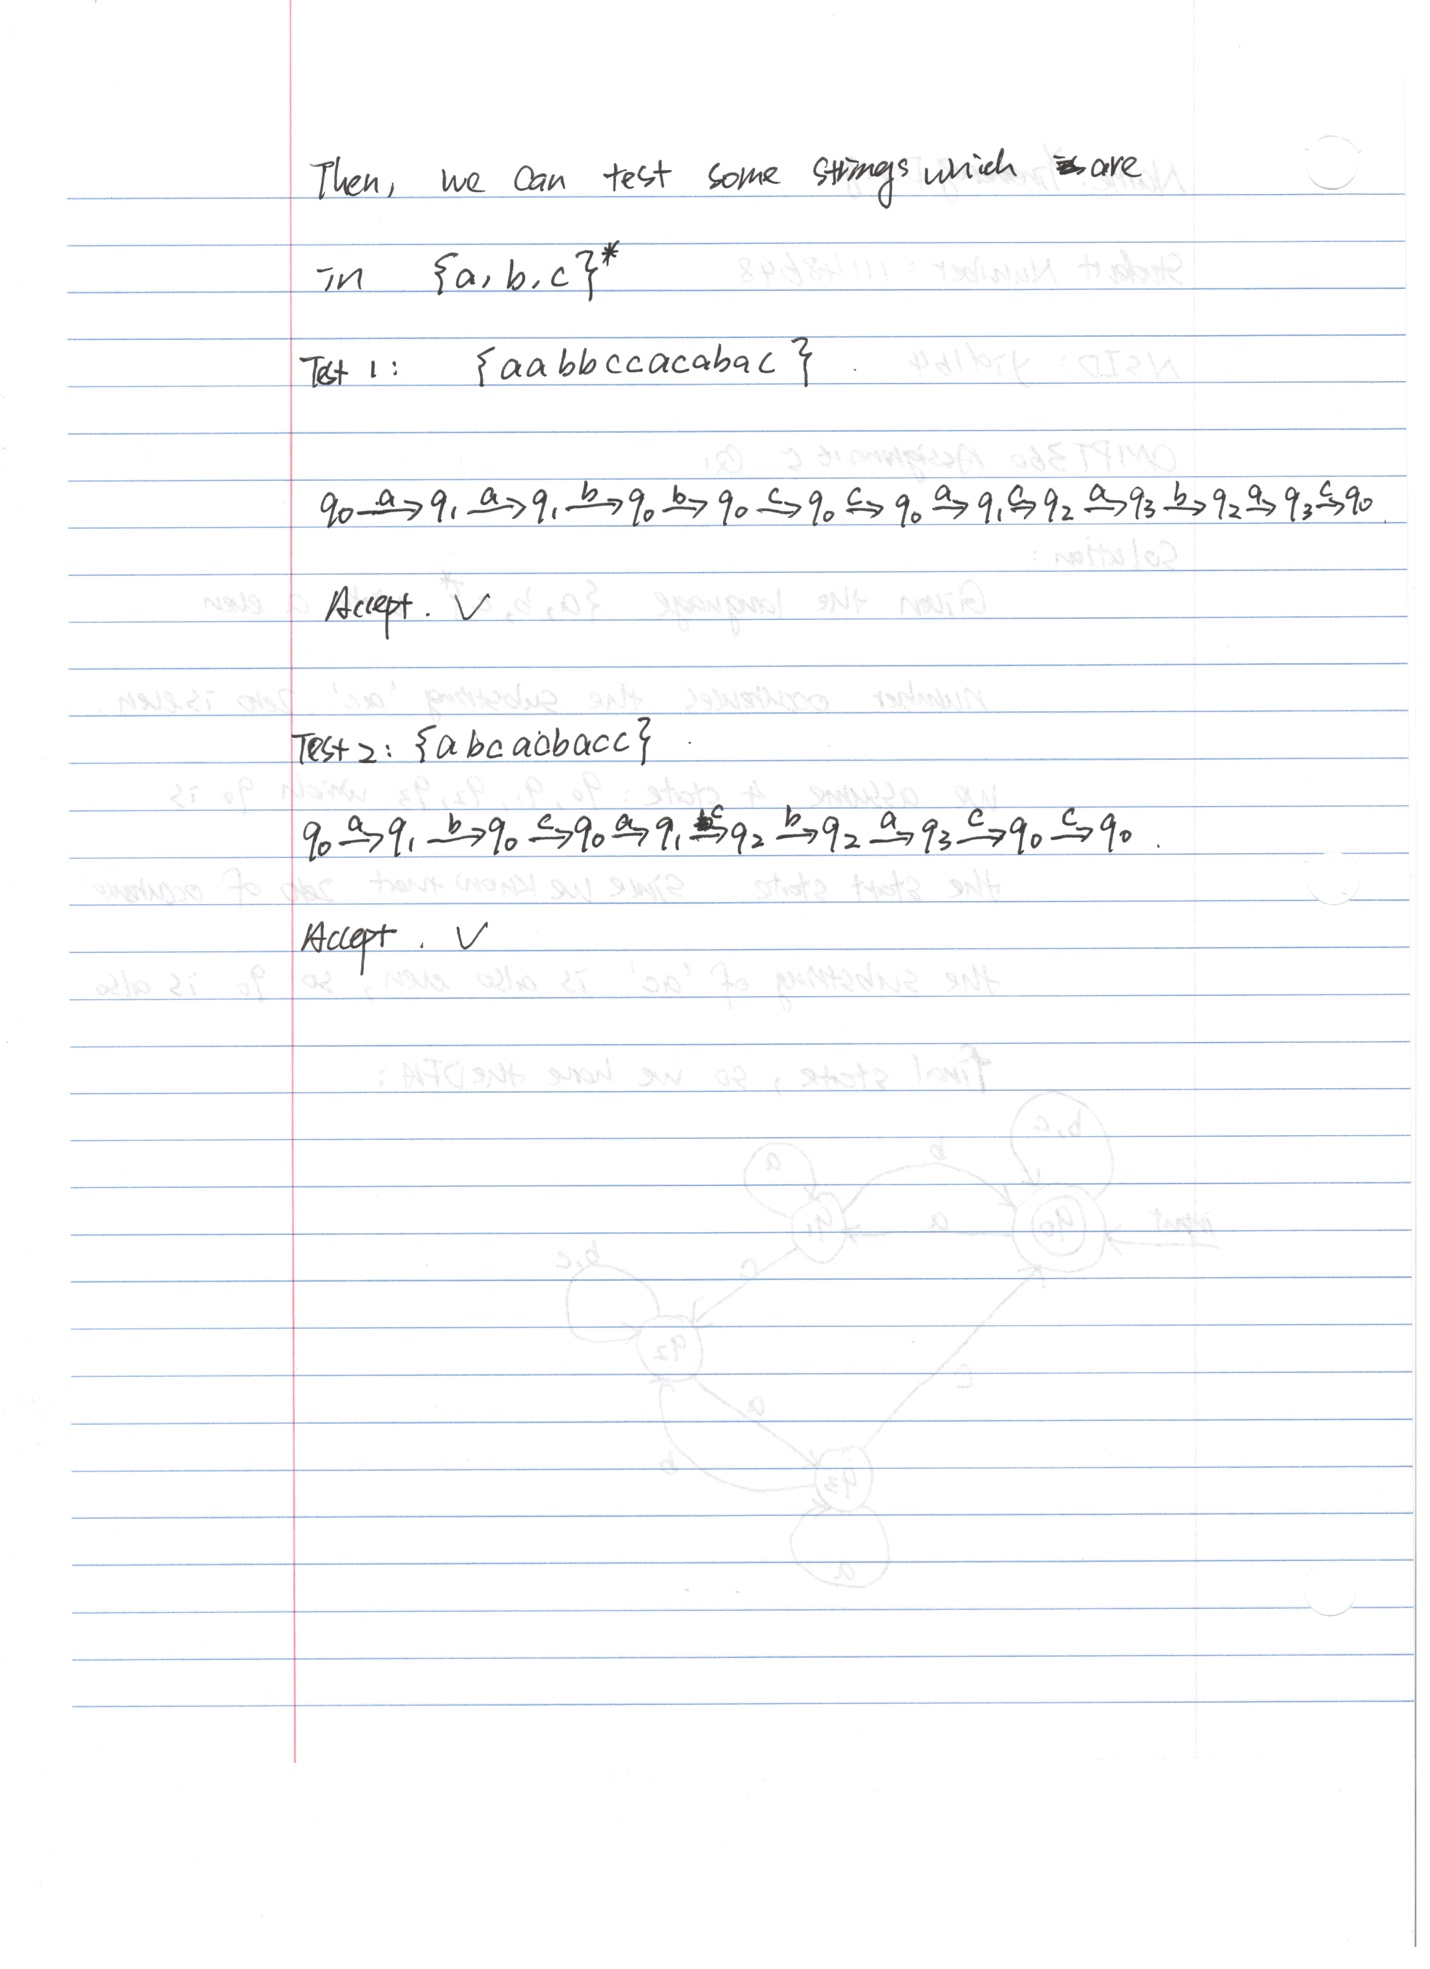 Then, we can test some strings which are
in {a, b, c}*
Test 1: {aabbccacabac}
q0 -a-> q1 -a-> q1 -b-> q0 -b-> q0 -c-> q0 -c-> q0 -a-> q1 -c-> q2 -a-> q3 -b-> q2 -a-> q3 -c-> q0
Accept. ✓
Test 2: {abcacbacc}
q0 -a-> q1 -b-> q0 -c-> q0 -a-> q1 -c-> q2 -b-> q2 -a-> q3 -c-> q0 -c-> q0.
Accept. ✓